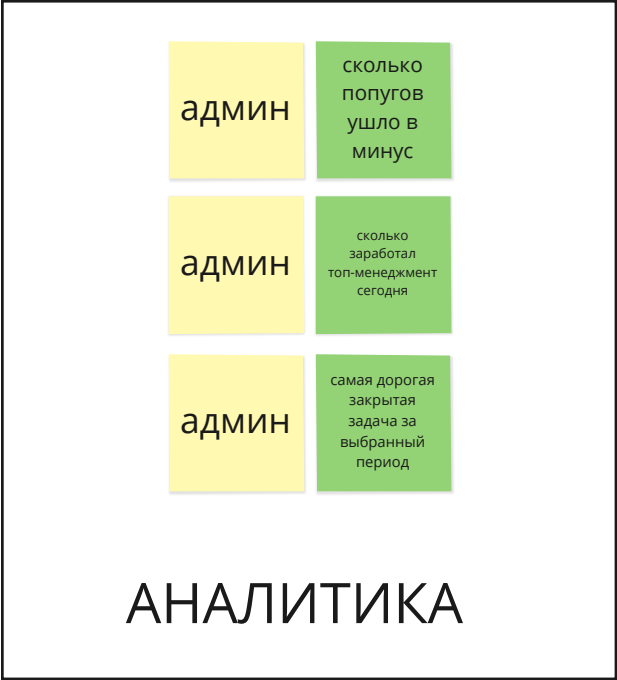 админ
сколько
попугов
ушло в
минус
админ
сколько
заработал
топ-менеджмент
сегодня
админ
самая дорогая
закрытая
задача за
выбранный
период
АНАЛИТИКА